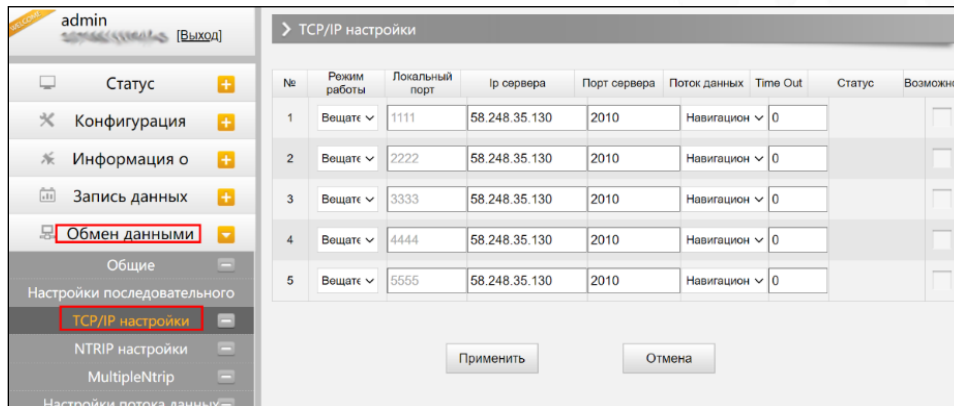 WELCOME
admin
[Выход]
Статус
Конфигурация
Информация о
Запись данных
Обмен данными
Общие
Настройки последовательного
TCP/IP настройки
NTRIP настройки
MultipleNtrip
Настройки потока данных
TCP/IP настройки
№ Режим работы Локальный порт Ip сервера Порт сервера Поток данных Time Out Статус Возможно
1 Вещате 1111 58.248.35.130 2010 Навигацион 0
2 Вещате 2222 58.248.35.130 2010 Навигацион 0
3 Вещате 3333 58.248.35.130 2010 Навигацион 0
4 Вещате 4444 58.248.35.130 2010 Навигацион 0
5 Вещате 5555 58.248.35.130 2010 Навигацион 0
Применить Отмена